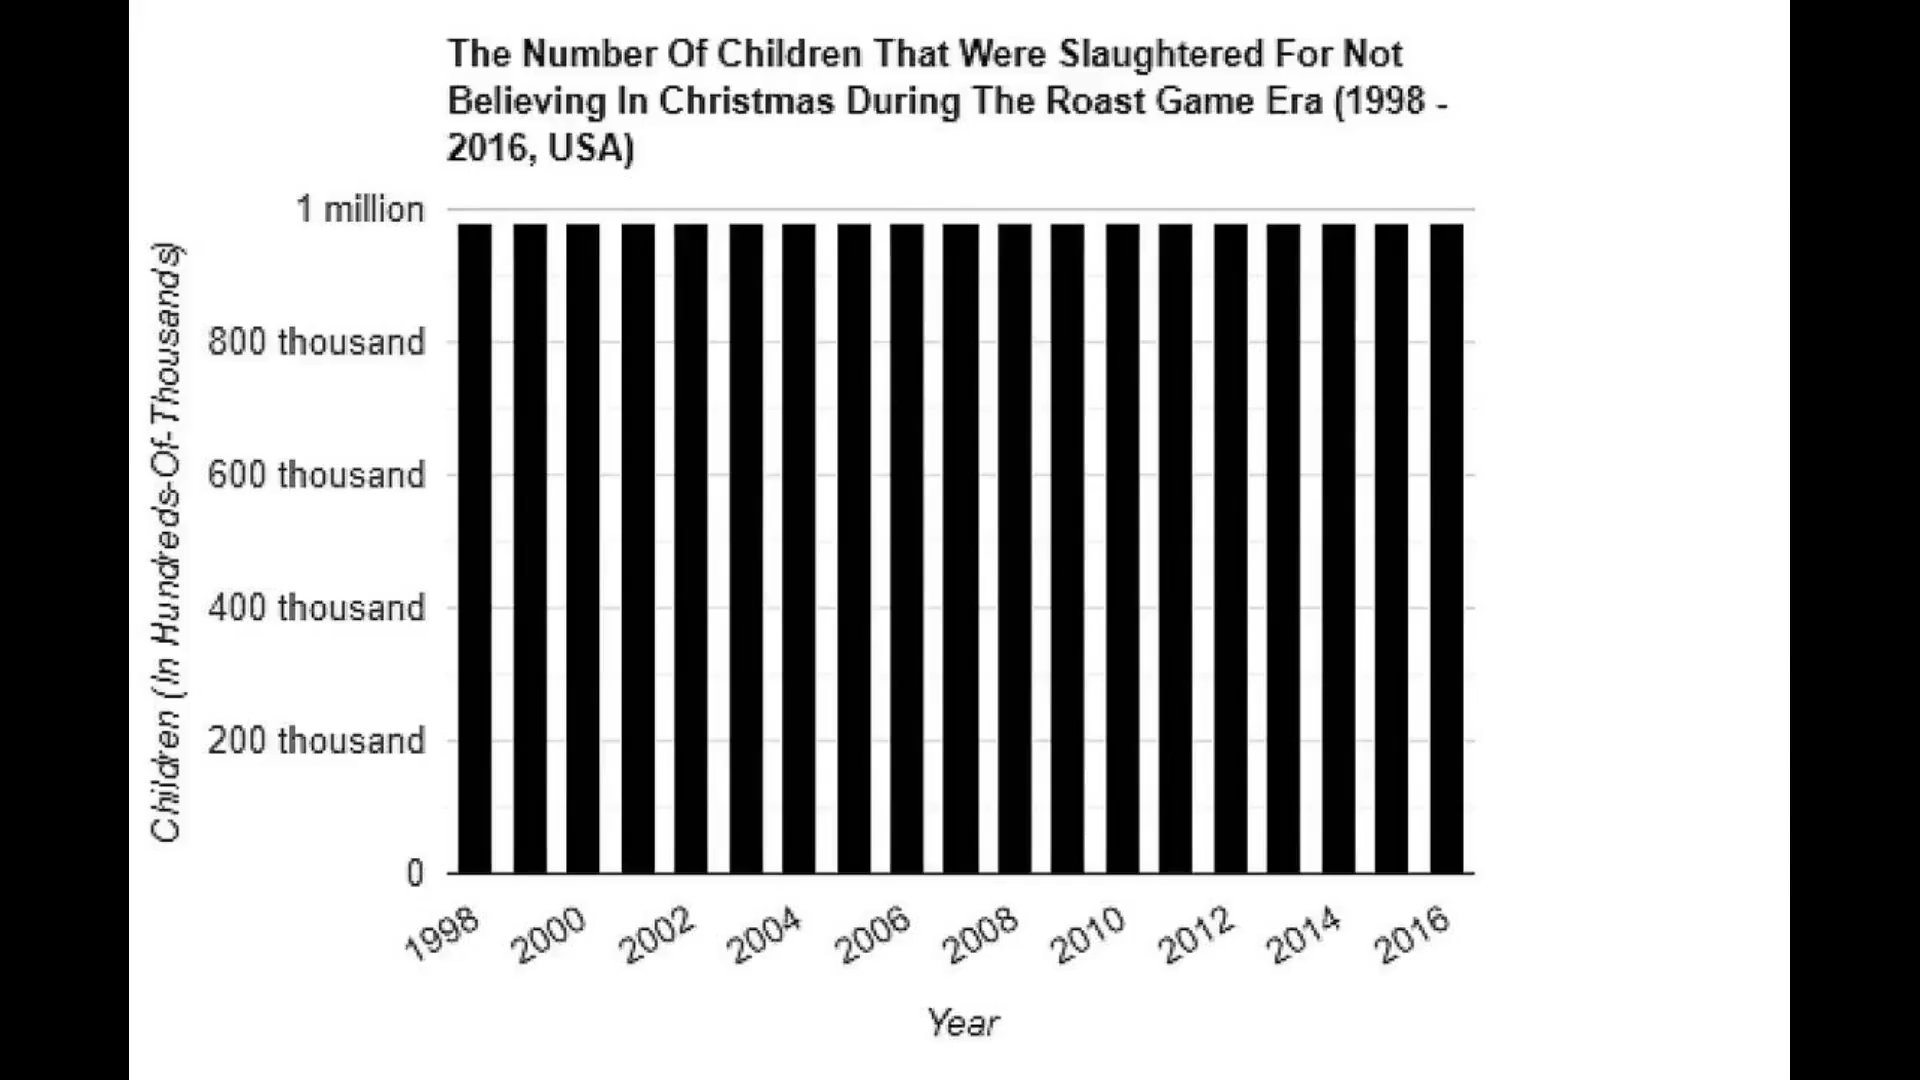 The Number Of Children That Were Slaughtered For Not
Believing In Christmas During The Roast Game Era (1998 -
2016, USA)
1 million
800 thousand
600 thousand
400 thousand
200 thousand
0
Children (In Hundreds-Of-Thousands)
1998
2000
2002
2004
2006
2008
2010
2012
2014
2016
Year